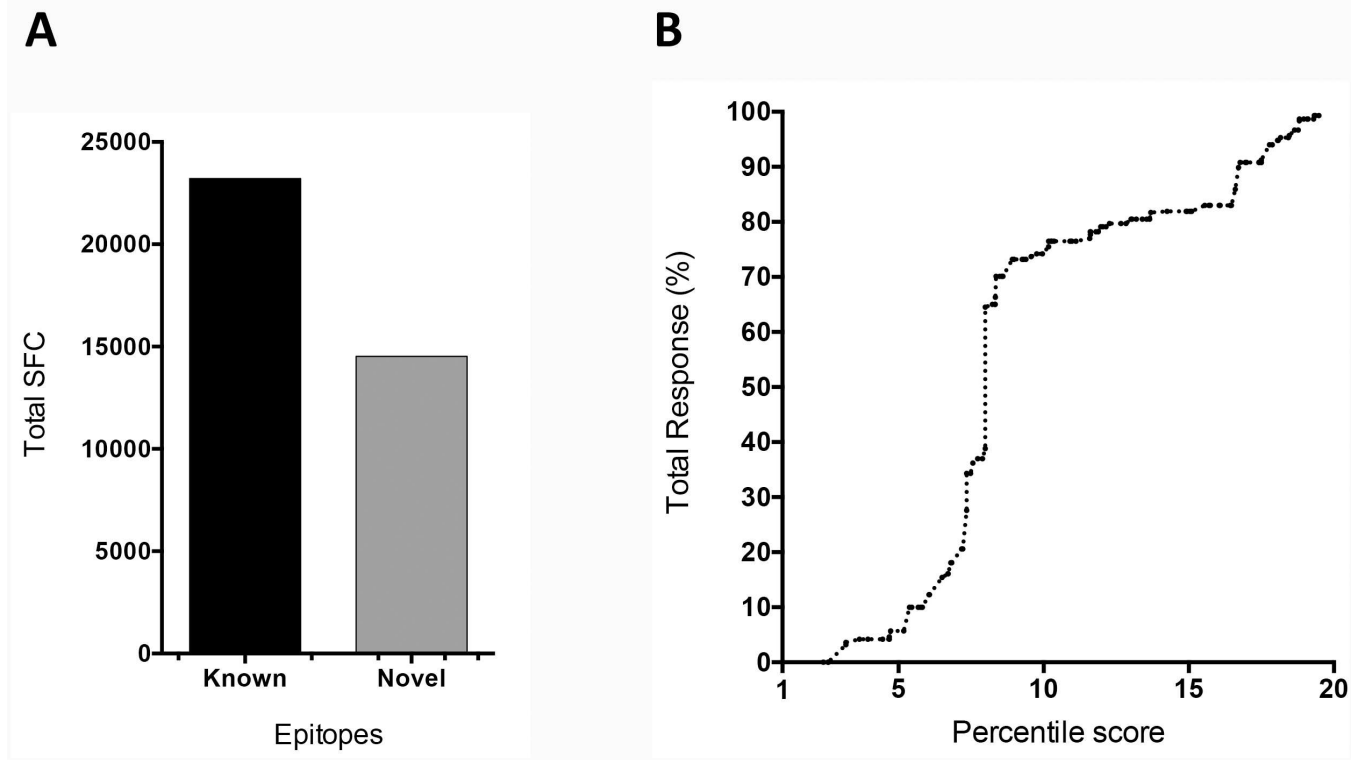 A
25000
20000
15000
10000
5000
0
Total SFC
Known Novel
Epitopes
B
100
90
80
70
60
50
40
30
20
10
0
Total Response (%)
1 5 10 15 20
Percentile score